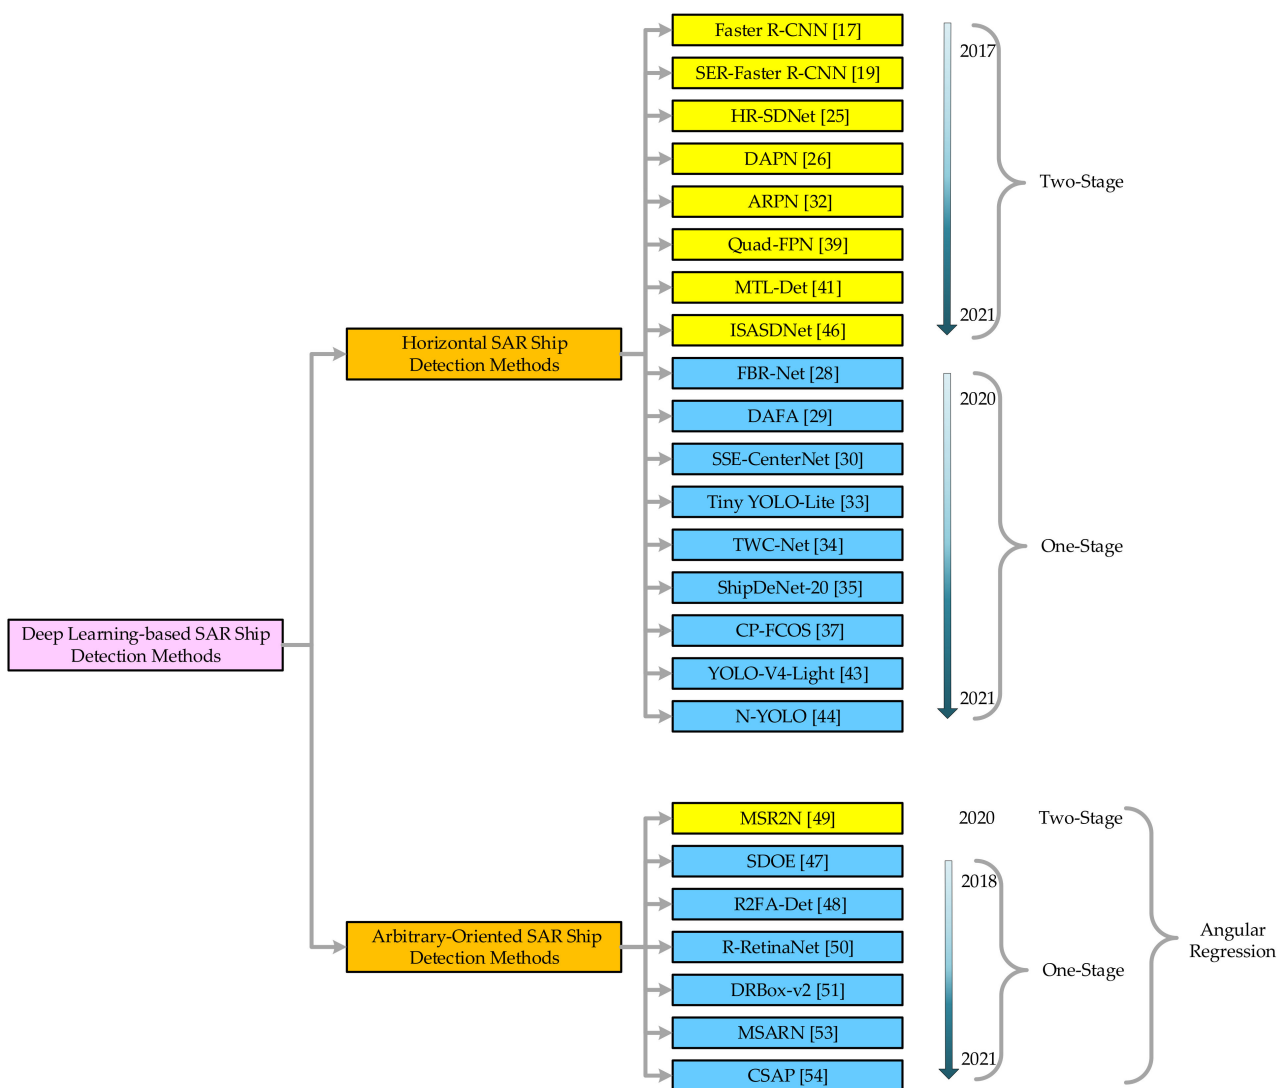 Deep Learning-based SAR Ship
Detection Methods
Horizontal SAR Ship
Detection Methods
Faster R-CNN [17]
SER-Faster R-CNN [19]
HR-SDNet [25]
DAPN [26]
ARPN [32]
Quad-FPN [39]
MTL-Det [41]
ISASDNet [46]
2017
2021
Two-Stage
FBR-Net [28]
DAFA [29]
SSE-CenterNet [30]
Tiny YOLO-Lite [33]
TWC-Net [34]
ShipDeNet-20 [35]
CP-FCOS [37]
YOLO-V4-Light [43]
N-YOLO [44]
2020
2021
One-Stage
Arbitrary-Oriented SAR Ship
Detection Methods
MSR2N [49]
2020
Two-Stage
SDOE [47]
R2FA-Det [48]
R-RetinaNet [50]
DRBox-v2 [51]
MSARN [53]
CSAP [54]
2018
2021
One-Stage
Angular
Regression